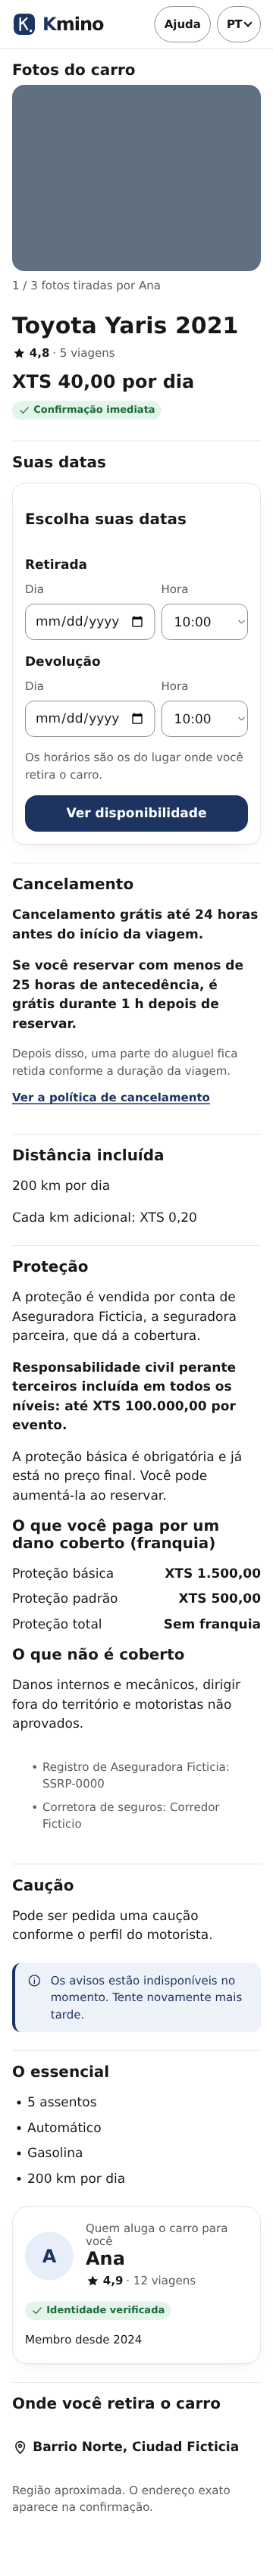 Kmino
Ajuda
PT
Fotos do carro
1 / 3 fotos tiradas por Ana
Toyota Yaris 2021
★ 4,8 · 5 viagens
XTS 40,00 por dia
✓ Confirmação imediata
Suas datas
Escolha suas datas
Retirada
Dia
Hora
mm/dd/yyyy
10:00
Devolução
Dia
Hora
mm/dd/yyyy
10:00
Os horários são os do lugar onde você
retira o carro.
Ver disponibilidade
Cancelamento
Cancelamento grátis até 24 horas
antes do início da viagem.
Se você reservar com menos de
25 horas de antecedência, é
grátis durante 1 h depois de
reservar.
Depois disso, uma parte do aluguel fica
retida conforme a duração da viagem.
Ver a política de cancelamento
Distância incluída
200 km por dia
Cada km adicional: XTS 0,20
Proteção
A proteção é vendida por conta de
Aseguradora Ficticia, a seguradora
parceira, que dá a cobertura.
Responsabilidade civil perante
terceiros incluída em todos os
níveis: até XTS 100.000,00 por
evento.
A proteção básica é obrigatória e já
está no preço final. Você pode
aumentá-la ao reservar.
O que você paga por um
dano coberto (franquia)
Proteção básica XTS 1.500,00
Proteção padrão XTS 500,00
Proteção total Sem franquia
O que não é coberto
Danos internos e mecânicos, dirigir
fora do território e motoristas não
aprovados.
• Registro de Aseguradora Ficticia:
SSRP-0000
• Corretora de seguros: Corredor
Ficticio
Caução
Pode ser pedida uma caução
conforme o perfil do motorista.
Os avisos estão indisponíveis no
momento. Tente novamente mais
tarde.
O essencial
• 5 assentos
• Automático
• Gasolina
• 200 km por dia
A
Quem aluga o carro para
você
Ana
★ 4,9 · 12 viagens
✓ Identidade verificada
Membro desde 2024
Onde você retira o carro
Barrio Norte, Ciudad Ficticia
Região aproximada. O endereço exato
aparece na confirmação.